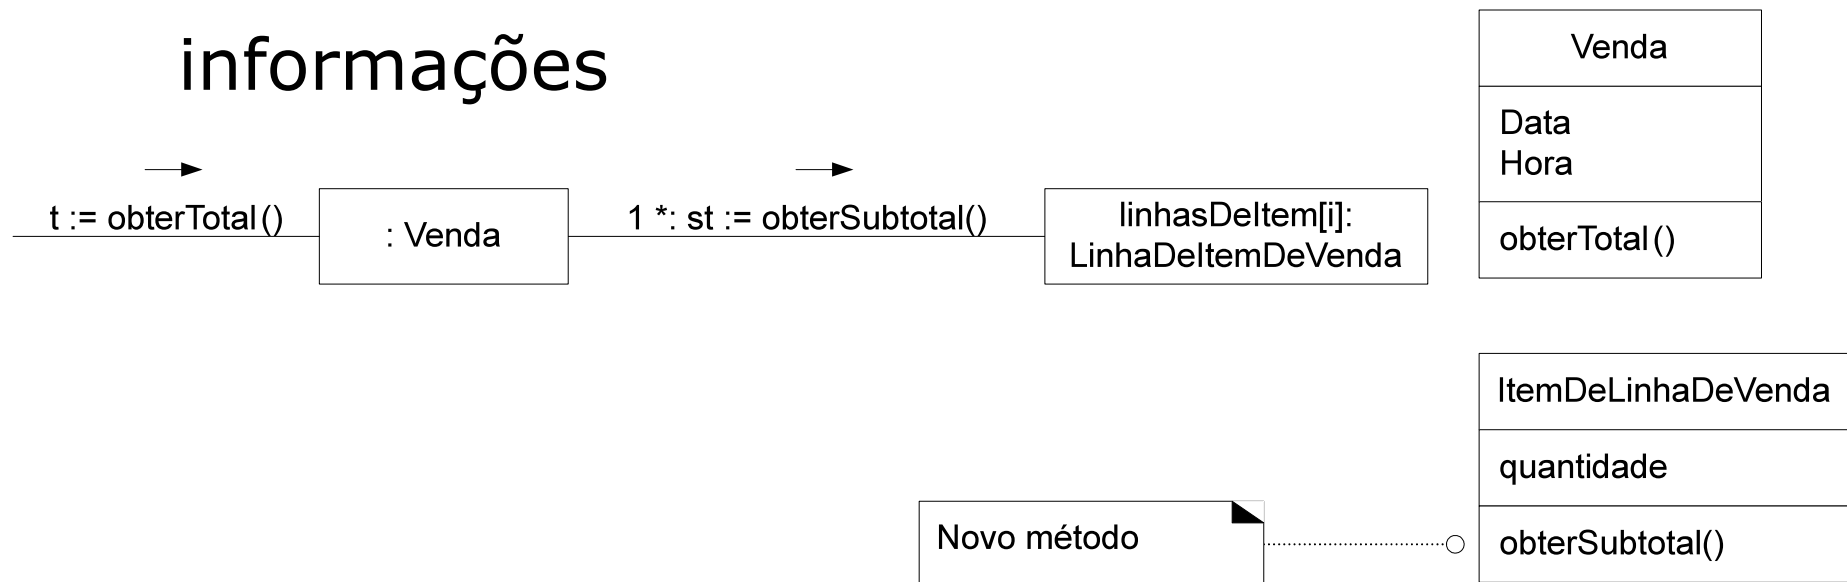 informações
t := obterTotal()
: Venda
1 *: st := obterSubtotal()
linhasDeItem[i]:
LinhaDeItemDeVenda
Venda
Data
Hora
obterTotal()
ItemDeLinhaDeVenda
quantidade
obterSubtotal()
Novo método